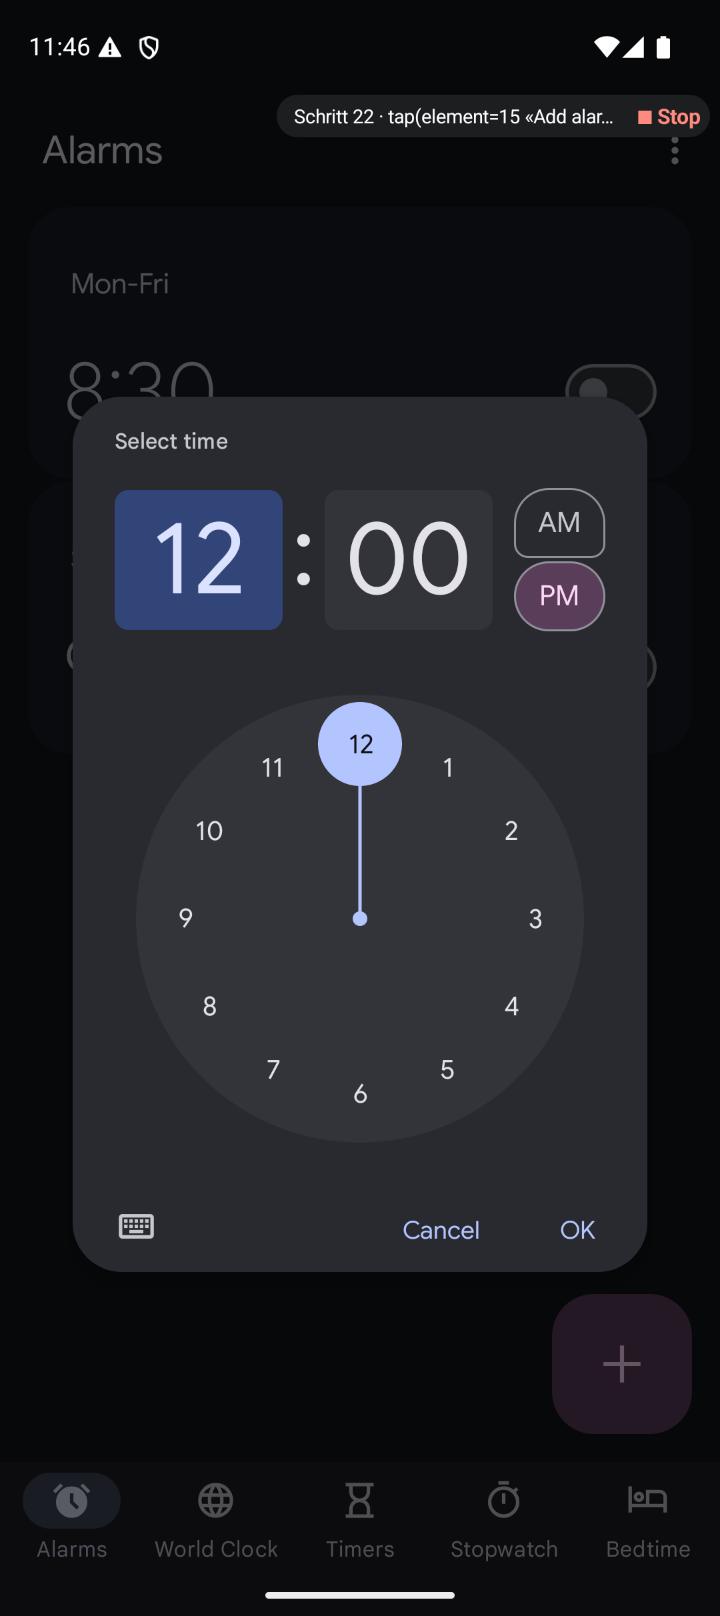 11:46
Schritt 22 · tap(element=15 «Add alar... Stop
Alarms
Mon-Fri
8:30
Select time
12 : 00
AM
PM
12
11
1
10
2
9
3
8
4
7
5
6
Cancel
OK
Alarms
World Clock
Timers
Stopwatch
Bedtime